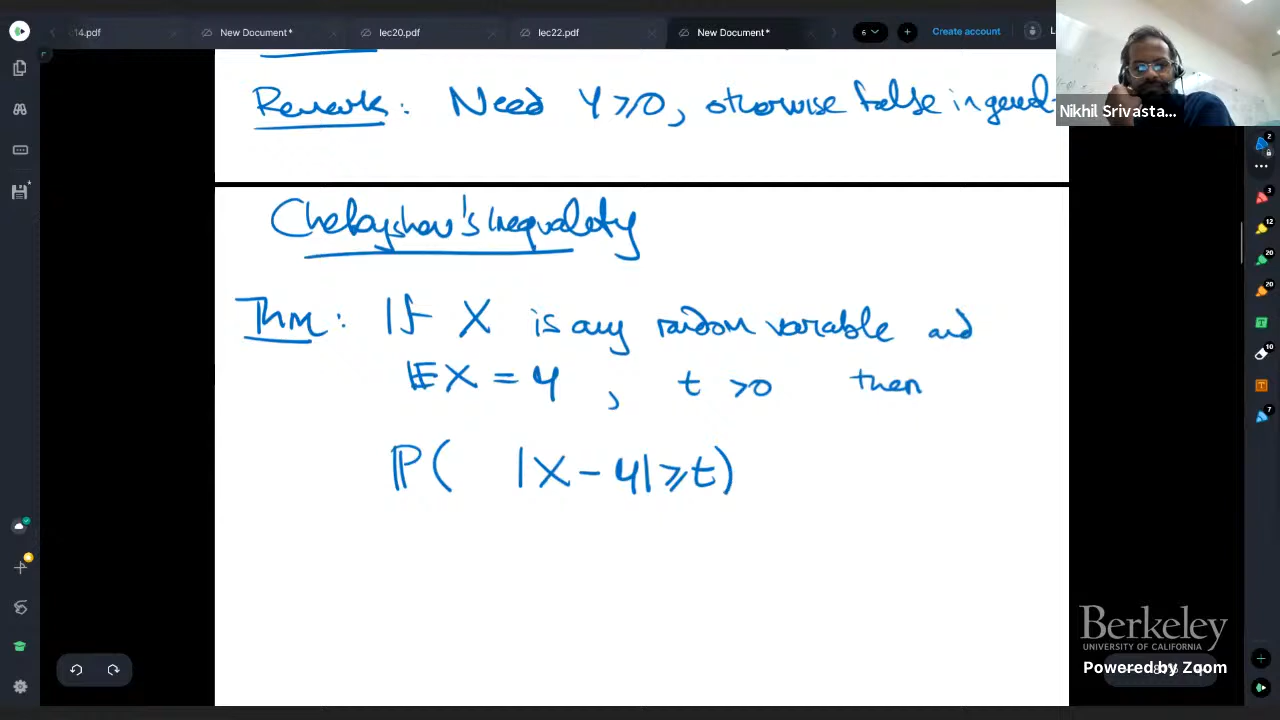 14.pdf New Document* lec20.pdf lec22.pdf New Document* 6 Create account L
Remark: Need Y ≥ 0, otherwise false in general
Nikhil Srivasta...
Chebyshev's Inequality
Thm: If X is any random variable and
𝔼X = μ, t > 0 then
ℙ( |X - μ| ≥ t)
Berkeley
UNIVERSITY OF CALIFORNIA
Powered by Zoom